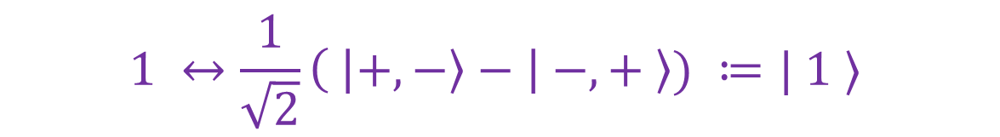 1 ↔ 1/√2 ( |+, −⟩ − | −, + ⟩) := | 1 ⟩